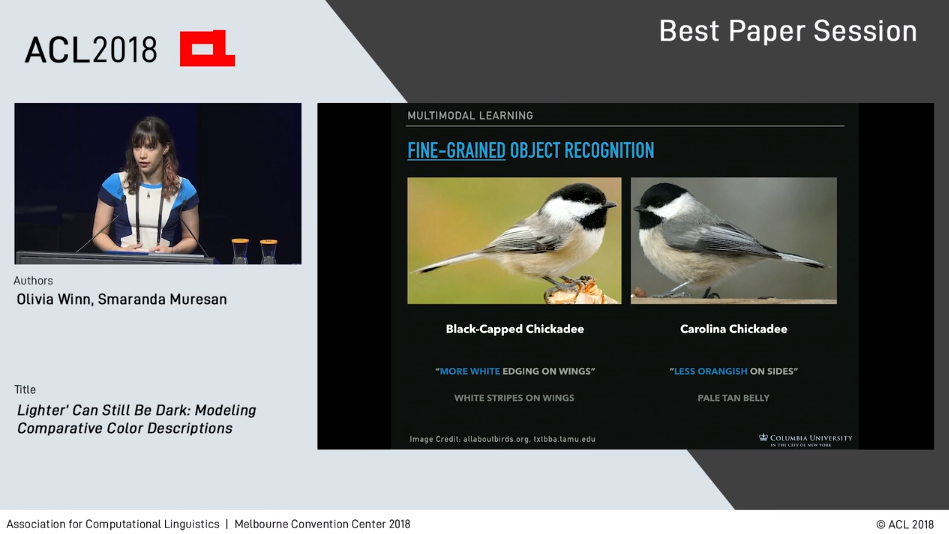 ACL2018
Best Paper Session
MULTIMODAL LEARNING
FINE-GRAINED OBJECT RECOGNITION
Black-Capped Chickadee
Carolina Chickadee
"MORE WHITE EDGING ON WINGS"
"LESS ORANGISH ON SIDES"
WHITE STRIPES ON WINGS
PALE TAN BELLY
Image Credit: allaboutbirds.org, txtbba.tamu.edu
COLUMBIA UNIVERSITY
IN THE CITY OF NEW YORK
Authors
Olivia Winn, Smaranda Muresan
Title
Lighter' Can Still Be Dark: Modeling
Comparative Color Descriptions
Association for Computational Linguistics | Melbourne Convention Center 2018
© ACL 2018